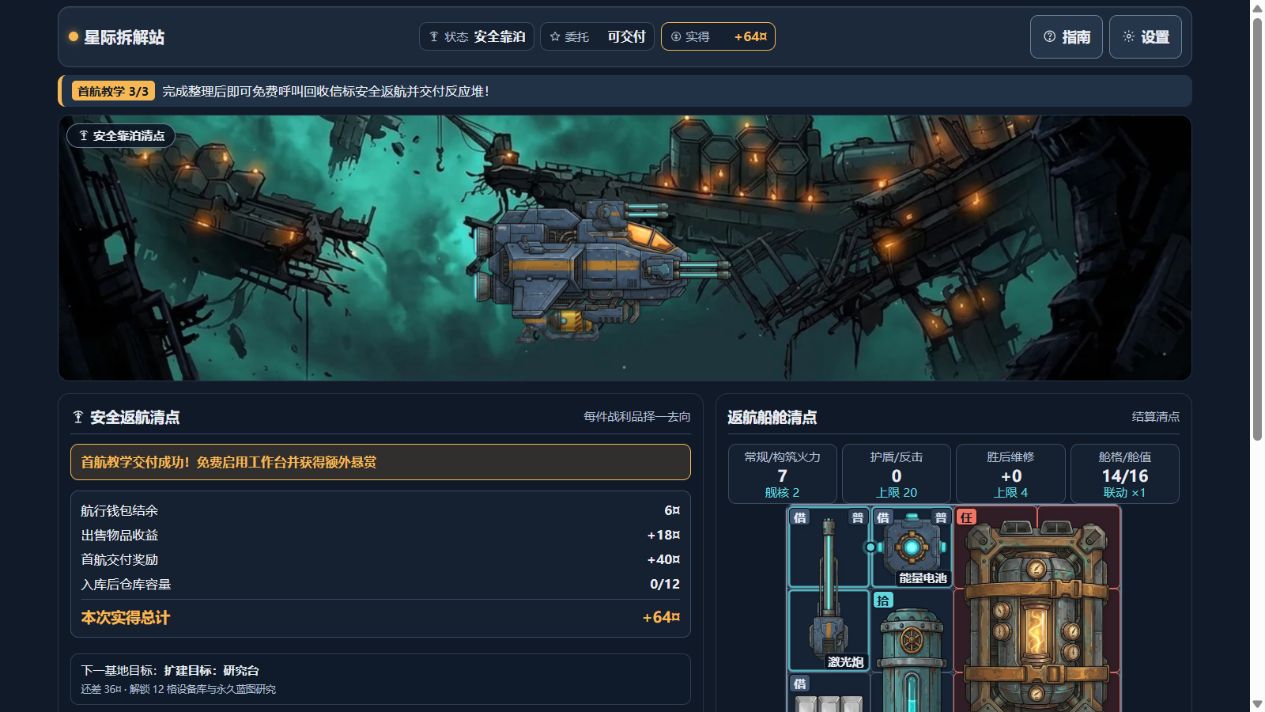 星际拆解站
状态 安全靠泊
委托 可交付
实得 +64¤
指南
设置
首航教学 3/3 完成整理后即可免费呼叫回收信标安全返航并交付反应堆！
安全靠泊清点
安全返航清点 每件战利品择一去向
首航教学交付成功！免费启用工作台并获得额外悬赏
航行钱包结余 6¤
出售物品收益 +18¤
首航交付奖励 +40¤
入库后仓库容量 0/12
本次实得总计 +64¤
下一基地目标：扩建目标：研究台
还差 36¤ · 解锁 12 格设备库与永久蓝图研究
返航船舱清点 结算清点
常规/构筑火力
7
舰核 2
护盾/反击
0
上限 20
胜后维修
+0
上限 4
舱格/舱值
14/16
联动 ×1
借 普 借 普 任
能量电池
拾
激光炮
借